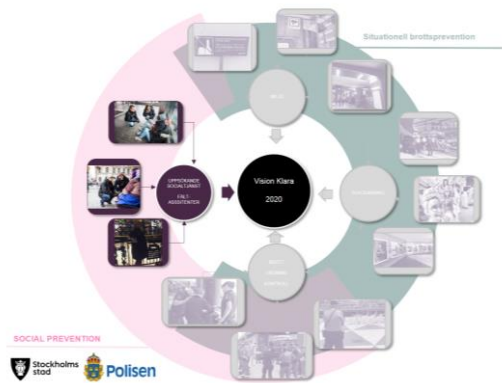 Situationell brottsprevention
UPPSÖKANDE
SOCIALTJÄNST
FÄLT-
ASSISTENTER
Vision Klara
2020
SOCIAL PREVENTION
Stockholms
stad
Polisen